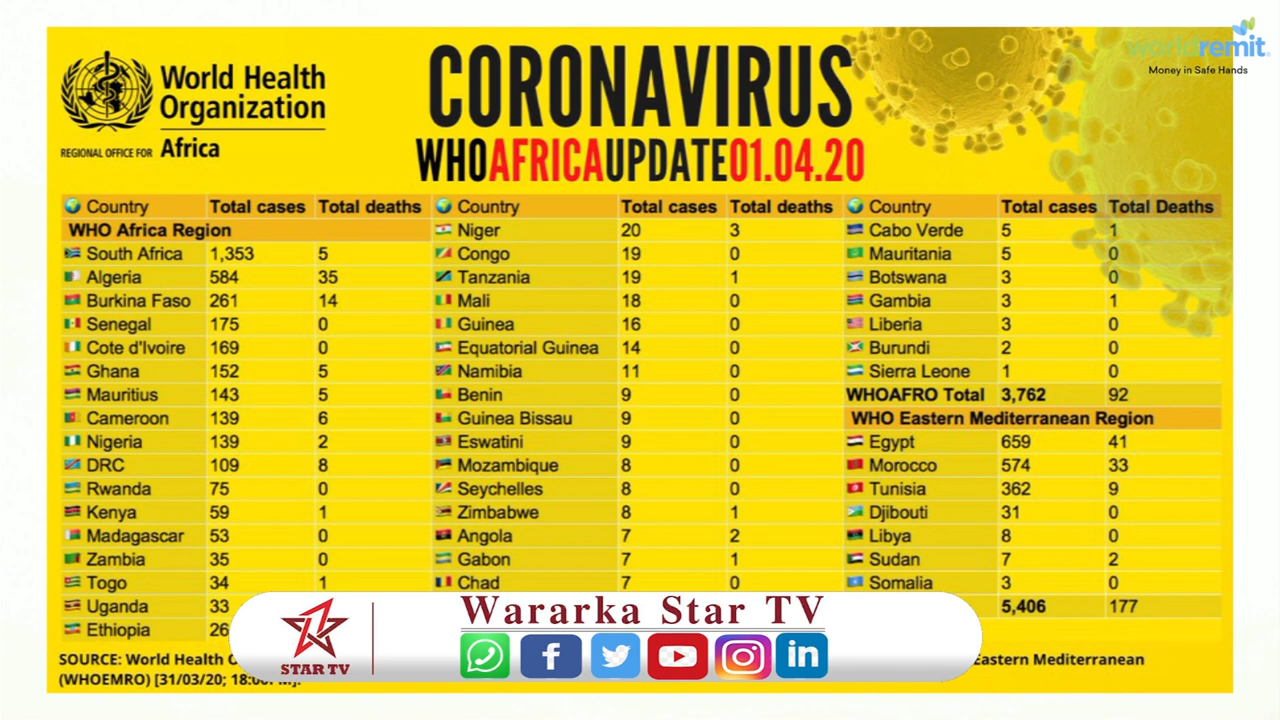 worldremit
Money in Safe Hands
World Health
Organization
REGIONAL OFFICE FOR Africa
CORONAVIRUS
WHOAFRICAUPDATE01.04.20
Country Total cases Total deaths
WHO Africa Region
South Africa 1,353 5
Algeria 584 35
Burkina Faso 261 14
Senegal 175 0
Cote d'Ivoire 169 0
Ghana 152 5
Mauritius 143 5
Cameroon 139 6
Nigeria 139 2
DRC 109 8
Rwanda 75 0
Kenya 59 1
Madagascar 53 0
Zambia 35 0
Togo 34 1
Uganda 33
Ethiopia 26
Country Total cases Total deaths
Niger 20 3
Congo 19 0
Tanzania 19 1
Mali 18 0
Guinea 16 0
Equatorial Guinea 14 0
Namibia 11 0
Benin 9 0
Guinea Bissau 9 0
Eswatini 9 0
Mozambique 8 0
Seychelles 8 0
Zimbabwe 8 1
Angola 7 2
Gabon 7 1
Chad 7 0
Country Total cases Total Deaths
Cabo Verde 5 1
Mauritania 5 0
Botswana 3 0
Gambia 3 1
Liberia 3 0
Burundi 2 0
Sierra Leone 1 0
WHOAFRO Total 3,762 92
WHO Eastern Mediterranean Region
Egypt 659 41
Morocco 574 33
Tunisia 362 9
Djibouti 31 0
Libya 8 0
Sudan 7 2
Somalia 3 0
5,406 177
SOURCE: World Health Eastern Mediterranean
(WHOEMRO) [31/03/20; 18:00PM].
STAR TV
Wararka Star TV
f
in